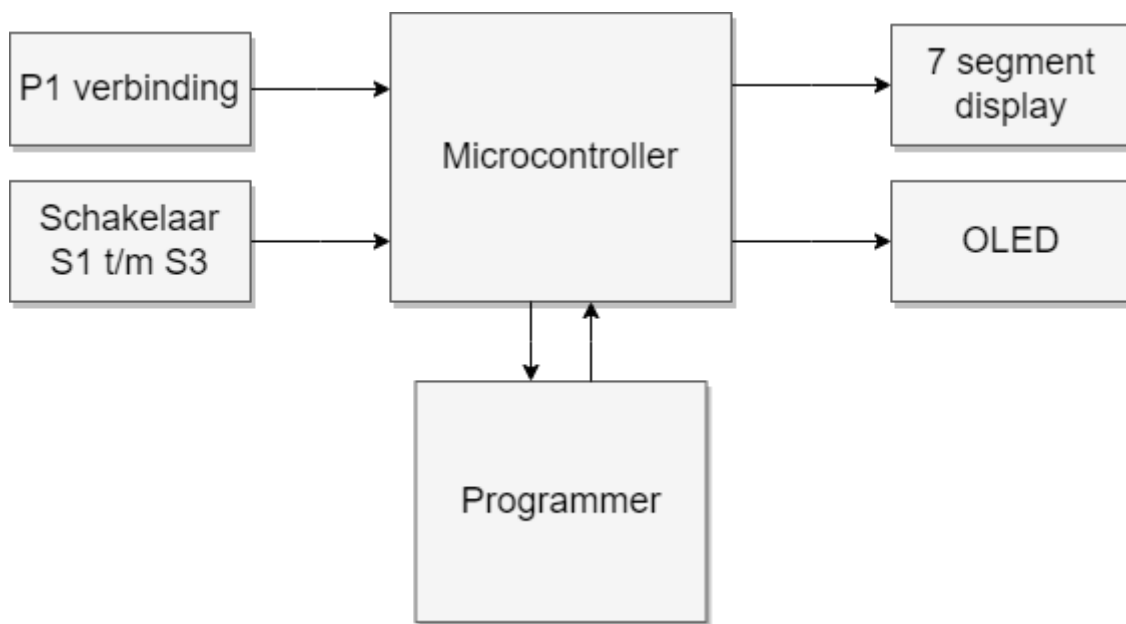 P1 verbinding
Schakelaar
S1 t/m S3
Microcontroller
7 segment
display
OLED
Programmer